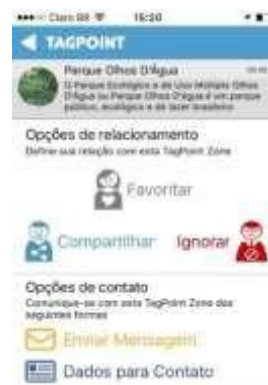 Claro BR 15:20
TAGPOINT
Parque Olhos D'Água
O Parque Ecológico e de Uso Múltiplo Olhos
D'Água ou Parque Olhos D'Água é um parque
público, ecológico e de lazer brasileiro
Opções de relacionamento
Define sua relação com esta TagPoint Zone
Favoritar
Compartilhar Ignorar
Opções de contato
Comunique-se com esta TagPoint Zone das
seguintes formas
Enviar Mensagem
Dados para Contato